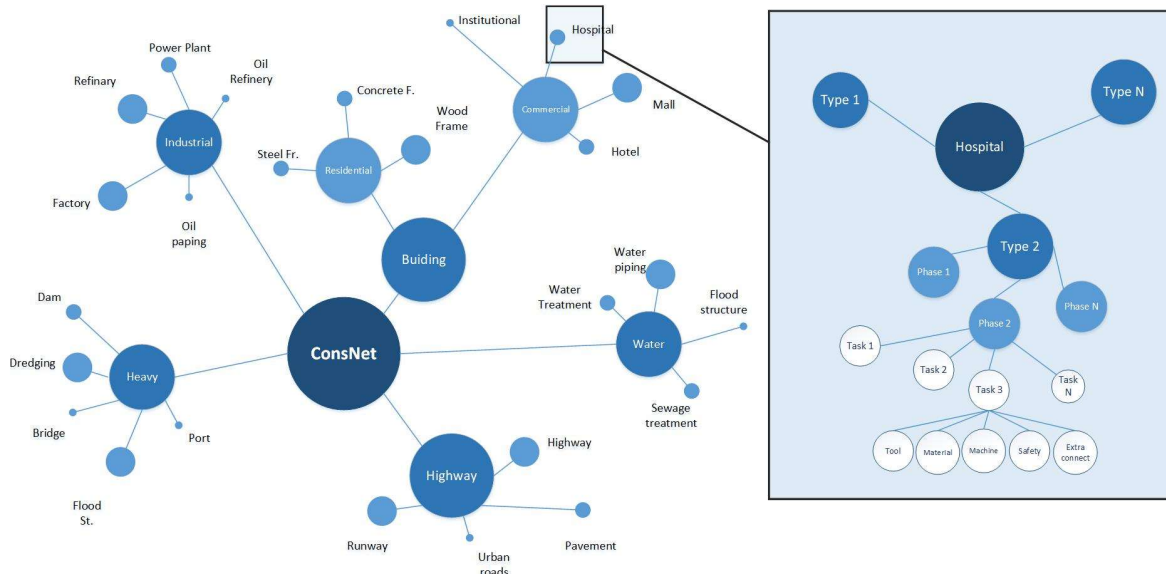 Institutional
Hospital
Power Plant
Oil
Refinery
Refinary
Concrete F.
Wood
Frame
Commercial
Mall
Industrial
Steel Fr.
Residential
Hotel
Factory
Oil
paping
Buiding
Water
piping
Water
Treatment
Flood
structure
Dam
ConsNet
Water
Dredging
Heavy
Bridge
Port
Sewage
treatment
Highway
Highway
Flood
St.
Runway
Urban
roads
Pavement
Type 1
Type N
Hospital
Type 2
Phase 1
Phase N
Phase 2
Task 1
Task 2
Task 3
Task
N
Tool
Material
Machine
Safety
Extra
connect